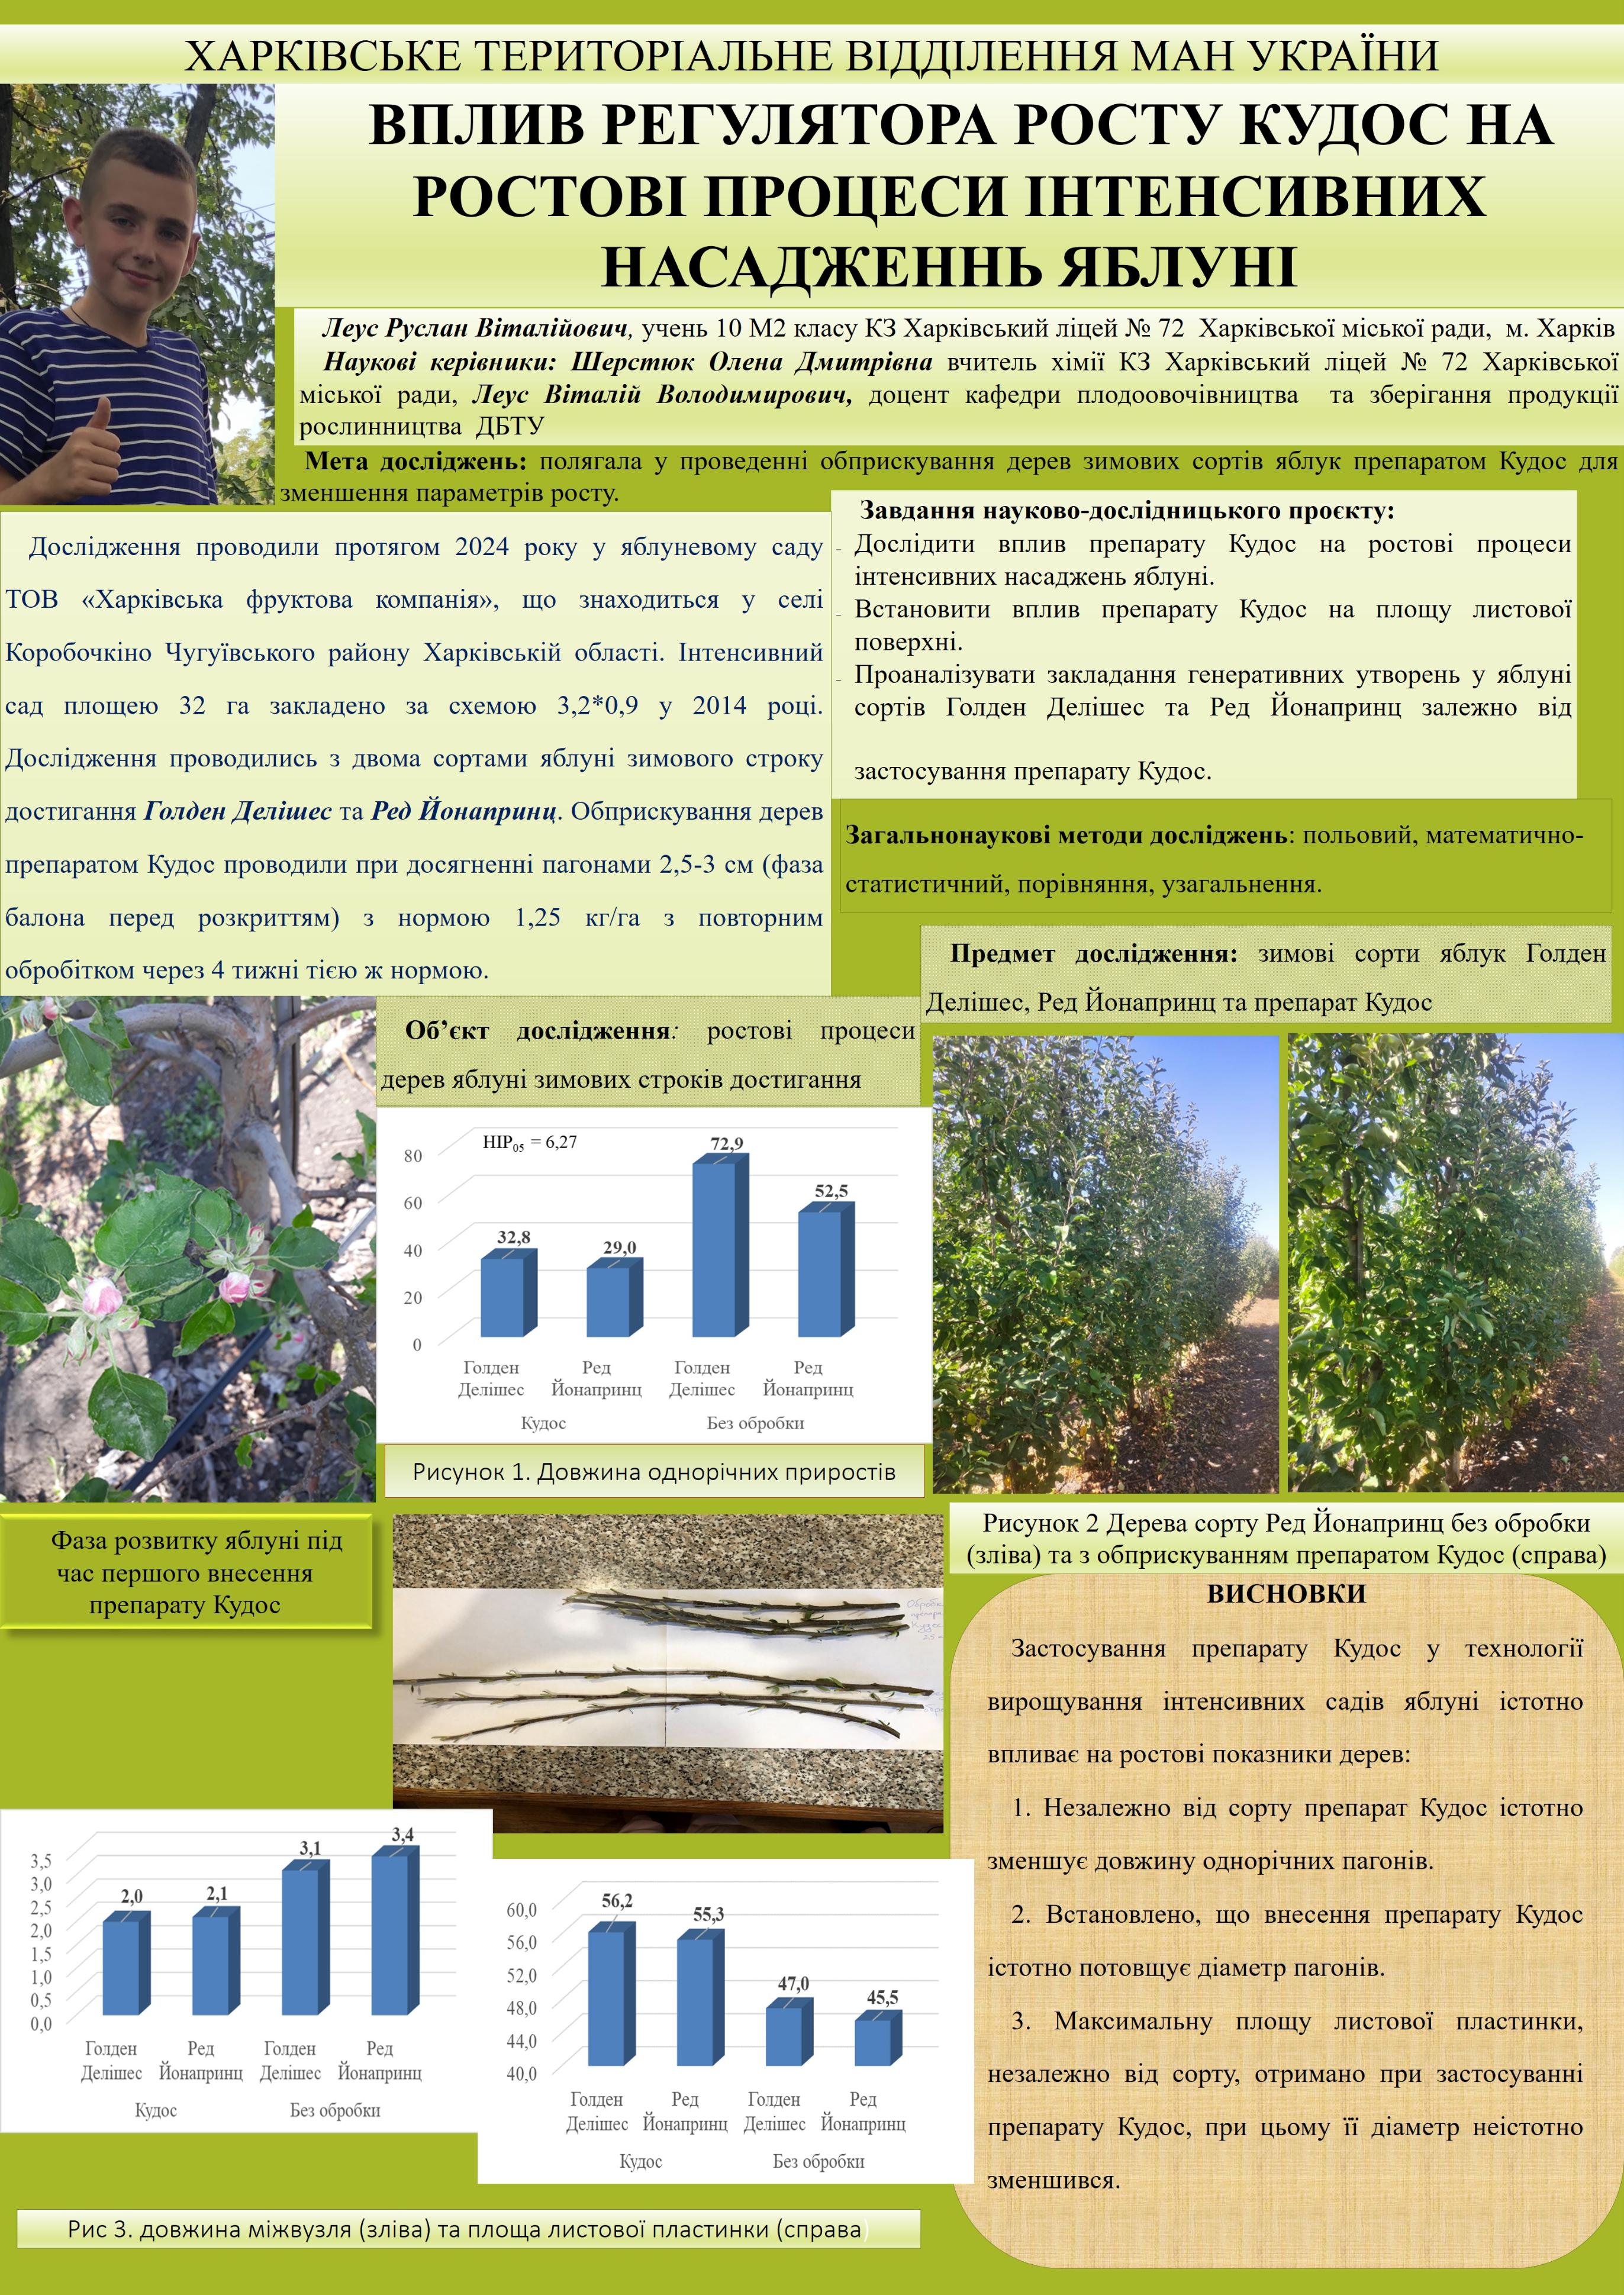 ХАРКІВСЬКЕ ТЕРИТОРІАЛЬНЕ ВІДДІЛЕННЯ МАН УКРАЇНИ
ВПЛИВ РЕГУЛЯТОРА РОСТУ КУДОС НА
РОСТОВІ ПРОЦЕСИ ІНТЕНСИВНИХ
НАСАДЖЕННЬ ЯБЛУНІ
Леус Руслан Віталійович, учень 10 М2 класу КЗ Харківський ліцей № 72 Харківської міської ради, м. Харків
Наукові керівники: Шерстюк Олена Дмитрівна вчитель хімії КЗ Харківський ліцей № 72 Харківської
міської ради, Леус Віталій Володимирович, доцент кафедри плодоовочівництва та зберігання продукції
рослинництва ДБТУ
Мета досліджень: полягала у проведенні обприскування дерев зимових сортів яблук препаратом Кудос для
зменшення параметрів росту.
Дослідження проводили протягом 2024 року у яблуневому саду
ТОВ «Харківська фруктова компанія», що знаходиться у селі
Коробочкіно Чугуївського району Харківській області. Інтенсивний
сад площею 32 га закладено за схемою 3,2*0,9 у 2014 році.
Дослідження проводились з двома сортами яблуні зимового строку
достигання Голден Делішес та Ред Йонапринц. Обприскування дерев
препаратом Кудос проводили при досягненні пагонами 2,5-3 см (фаза
балона перед розкриттям) з нормою 1,25 кг/га з повторним
обробітком через 4 тижні тією ж нормою.
Завдання науково-дослідницького проєкту:
- Дослідити вплив препарату Кудос на ростові процеси
інтенсивних насаджень яблуні.
- Встановити вплив препарату Кудос на площу листової
поверхні.
- Проаналізувати закладання генеративних утворень у яблуні
сортів Голден Делішес та Ред Йонапринц залежно від
застосування препарату Кудос.
Загальнонаукові методи досліджень: польовий, математично-
статистичний, порівняння, узагальнення.
Предмет дослідження: зимові сорти яблук Голден
Делішес, Ред Йонапринц та препарат Кудос
Об’єкт дослідження: ростові процеси
дерев яблуні зимових строків достигання
НІР05 = 6,27
80
60
40
20
0
32,8
29,0
72,9
52,5
Голден Ред Голден Ред
Делішес Йонапринц Делішес Йонапринц
Кудос Без обробки
Рисунок 1. Довжина однорічних приростів
Рисунок 2 Дерева сорту Ред Йонапринц без обробки
(зліва) та з обприскуванням препаратом Кудос (справа)
Фаза розвитку яблуні під
час першого внесення
препарату Кудос
3,5
3,0
2,5
2,0
1,5
1,0
0,5
0,0
2,0
2,1
3,1
3,4
Голден Ред Голден Ред
Делішес Йонапринц Делішес Йонапринц
Кудос Без обробки
60,0
56,0
52,0
48,0
44,0
40,0
56,2
55,3
47,0
45,5
Голден Ред Голден Ред
Делішес Йонапринц Делішес Йонапринц
Кудос Без обробки
Рис 3. довжина міжвузля (зліва) та площа листової пластинки (справа)
ВИСНОВКИ
Застосування препарату Кудос у технології
вирощування інтенсивних садів яблуні істотно
впливає на ростові показники дерев:
1. Незалежно від сорту препарат Кудос істотно
зменшує довжину однорічних пагонів.
2. Встановлено, що внесення препарату Кудос
істотно потовщує діаметр пагонів.
3. Максимальну площу листової пластинки,
незалежно від сорту, отримано при застосуванні
препарату Кудос, при цьому її діаметр неістотно
зменшився.